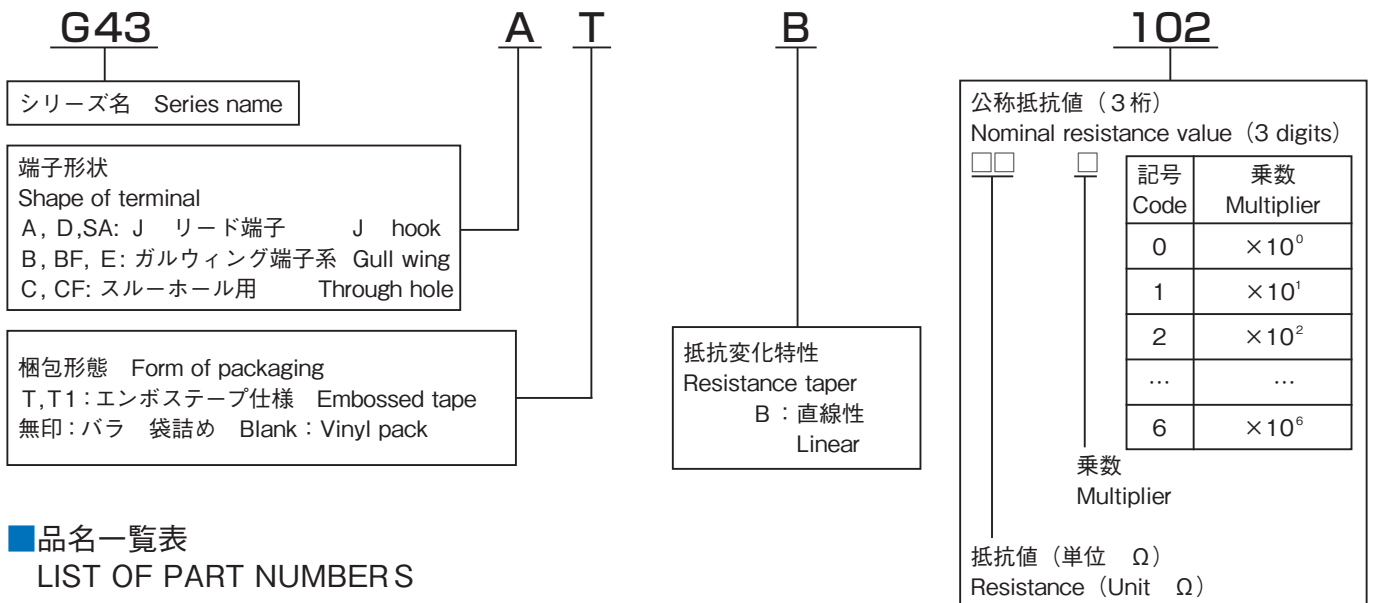 G43 A T B 102
シリーズ名 Series name
端子形状
Shape of terminal
A, D,SA: J リード端子 J hook
B, BF, E: ガルウィング端子系 Gull wing
C, CF: スルーホール用 Through hole
梱包形態 Form of packaging
T,T1:エンボステープ仕様 Embossed tape
無印:バラ 袋詰め Blank:Vinyl pack
抵抗変化特性
Resistance taper
B:直線性
Linear
公称抵抗値(3桁)
Nominal resistance value(3 digits)
□□ □
記号 乗数
Code Multiplier
0 ×10⁰
1 ×10¹
2 ×10²
… …
6 ×10⁶
乗数
Multiplier
抵抗値(単位 Ω)
Resistance(Unit Ω)
■品名一覧表
LIST OF PART NUMBERS